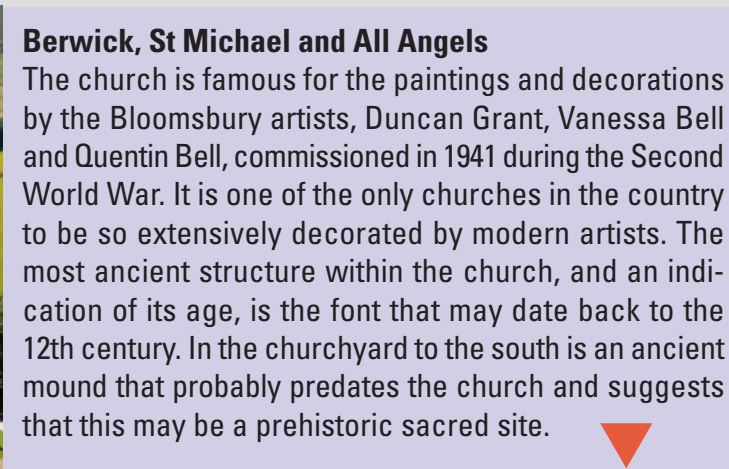 Berwick, St Michael and All Angels
The church is famous for the paintings and decorations
by the Bloomsbury artists, Duncan Grant, Vanessa Bell
and Quentin Bell, commissioned in 1941 during the Second
World War. It is one of the only churches in the country
to be so extensively decorated by modern artists. The
most ancient structure within the church, and an indi-
cation of its age, is the font that may date back to the
12th century. In the churchyard to the south is an ancient
mound that probably predates the church and suggests
that this may be a prehistoric sacred site.